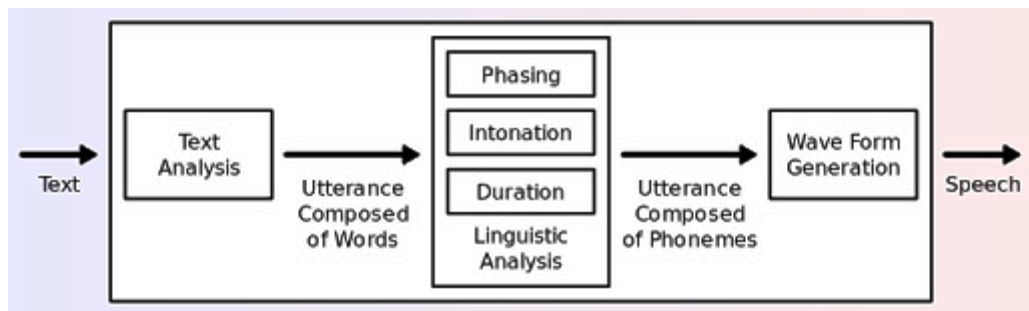 Text
Text
Analysis
Utterance
Composed
of Words
Phasing
Intonation
Duration
Linguistic
Analysis
Utterance
Composed
of Phonemes
Wave Form
Generation
Speech